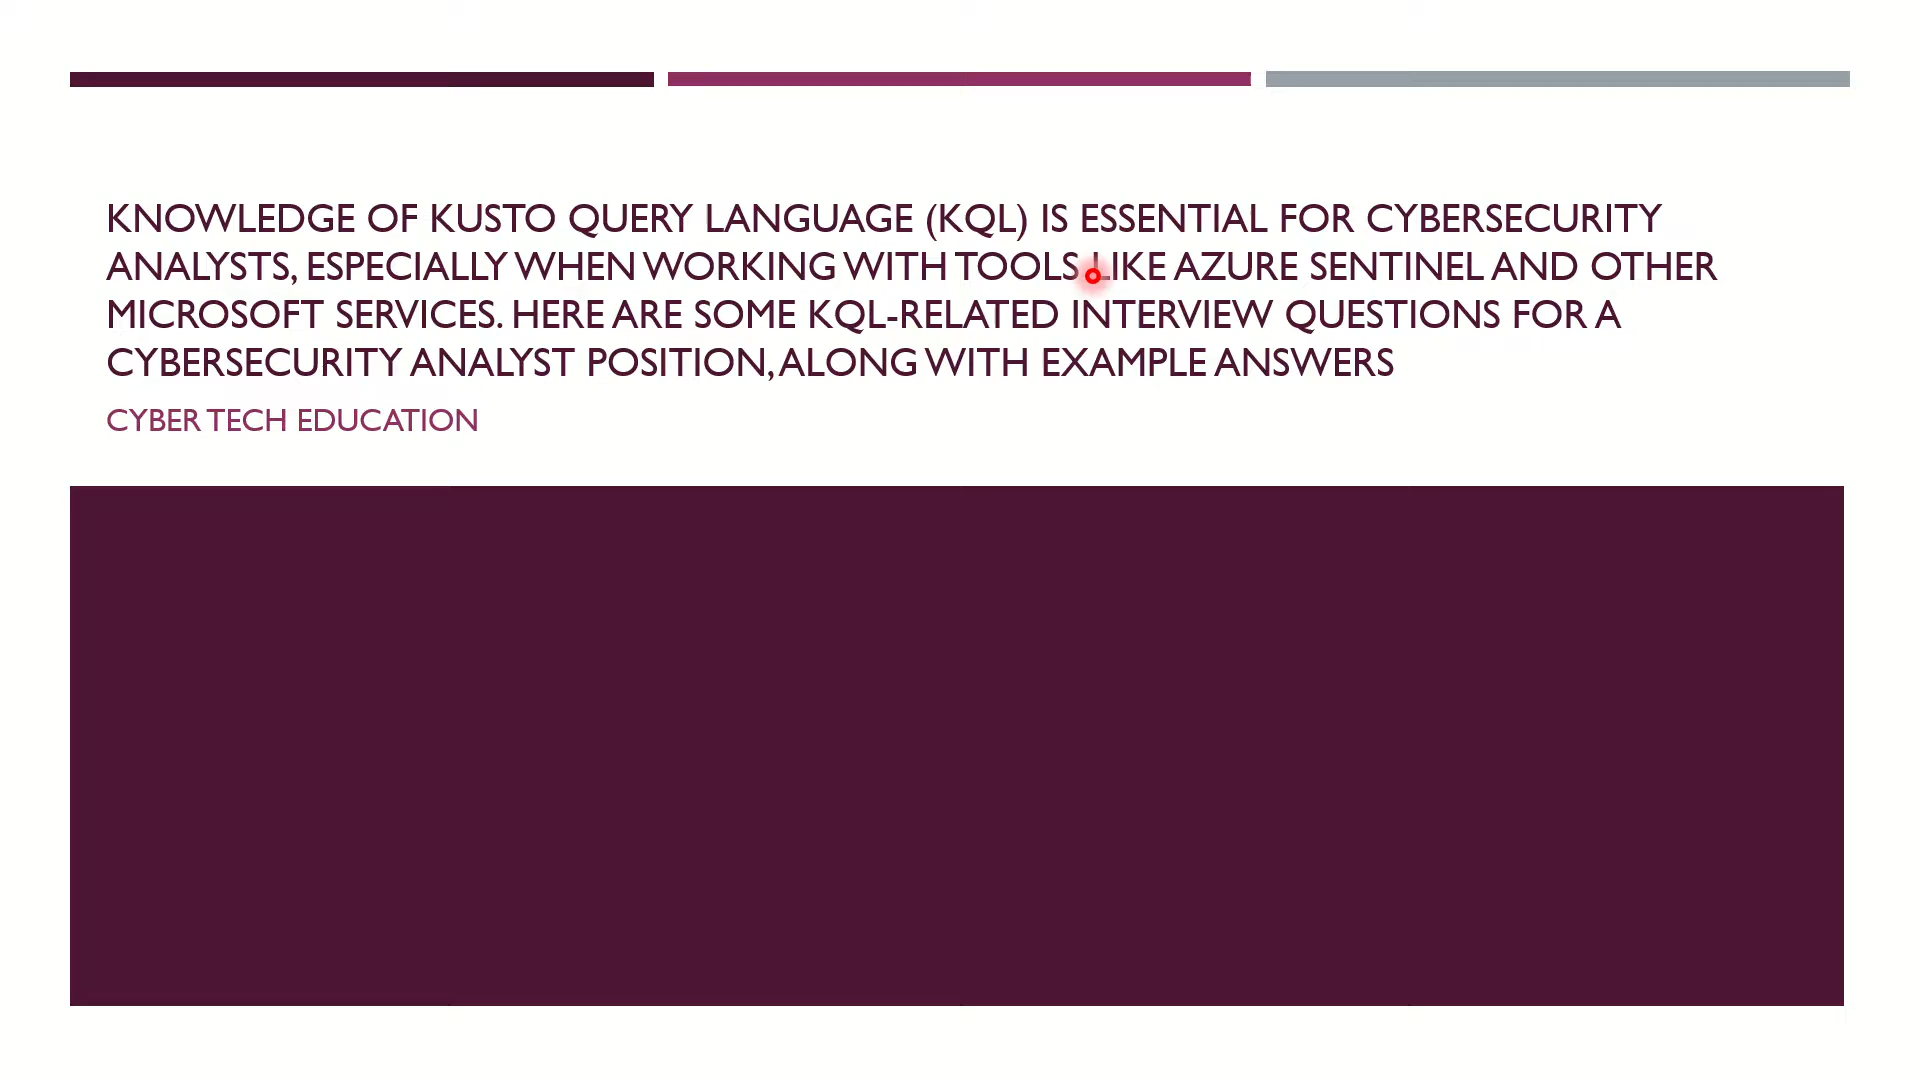 KNOWLEDGE OF KUSTO QUERY LANGUAGE (KQL) IS ESSENTIAL FOR CYBERSECURITY
ANALYSTS, ESPECIALLY WHEN WORKING WITH TOOLS LIKE AZURE SENTINEL AND OTHER
MICROSOFT SERVICES. HERE ARE SOME KQL-RELATED INTERVIEW QUESTIONS FOR A
CYBERSECURITY ANALYST POSITION, ALONG WITH EXAMPLE ANSWERS
CYBER TECH EDUCATION